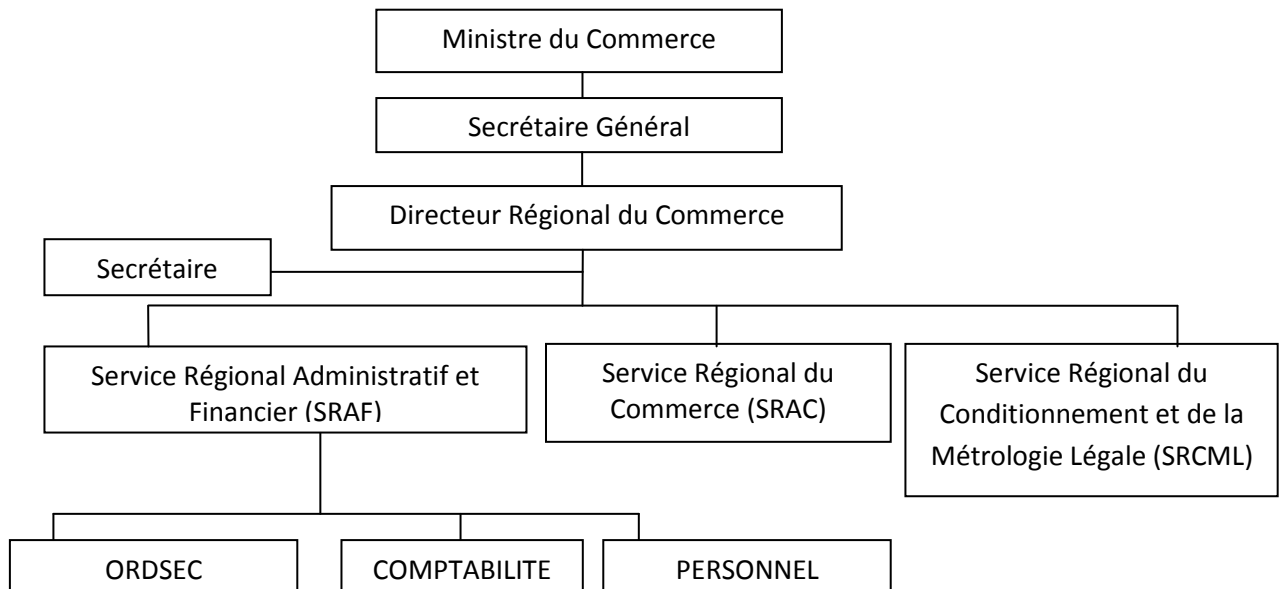 Ministre du Commerce
Secrétaire Général
Directeur Régional du Commerce
Secrétaire
Service Régional Administratif et
Financier (SRAF)
Service Régional du
Commerce (SRAC)
Service Régional du
Conditionnement et de la
Métrologie Légale (SRCML)
ORDSEC
COMPTABILITE
PERSONNEL